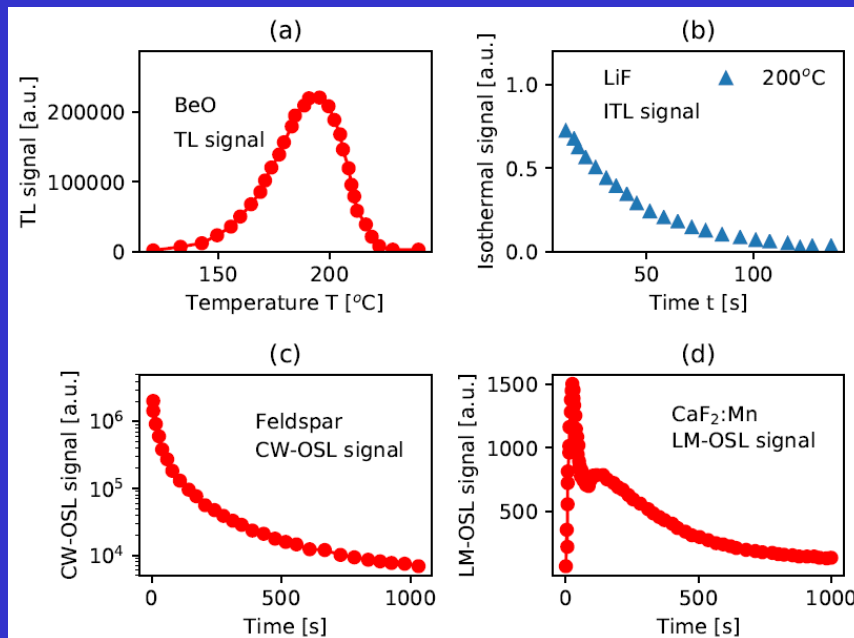 (a)
TL signal [a.u.]
200000
100000
0
BeO
TL signal
150
200
Temperature T [°C]
(b)
Isothermal signal [a.u.]
1.0
0.5
0.0
LiF
200°C
ITL signal
50
100
Time t [s]
(c)
CW-OSL signal [a.u.]
10⁶
10⁵
10⁴
Feldspar
CW-OSL signal
0
500
1000
Time [s]
(d)
LM-OSL signal [a.u.]
1500
1000
500
CaF₂:Mn
LM-OSL signal
0
500
1000
Time [s]